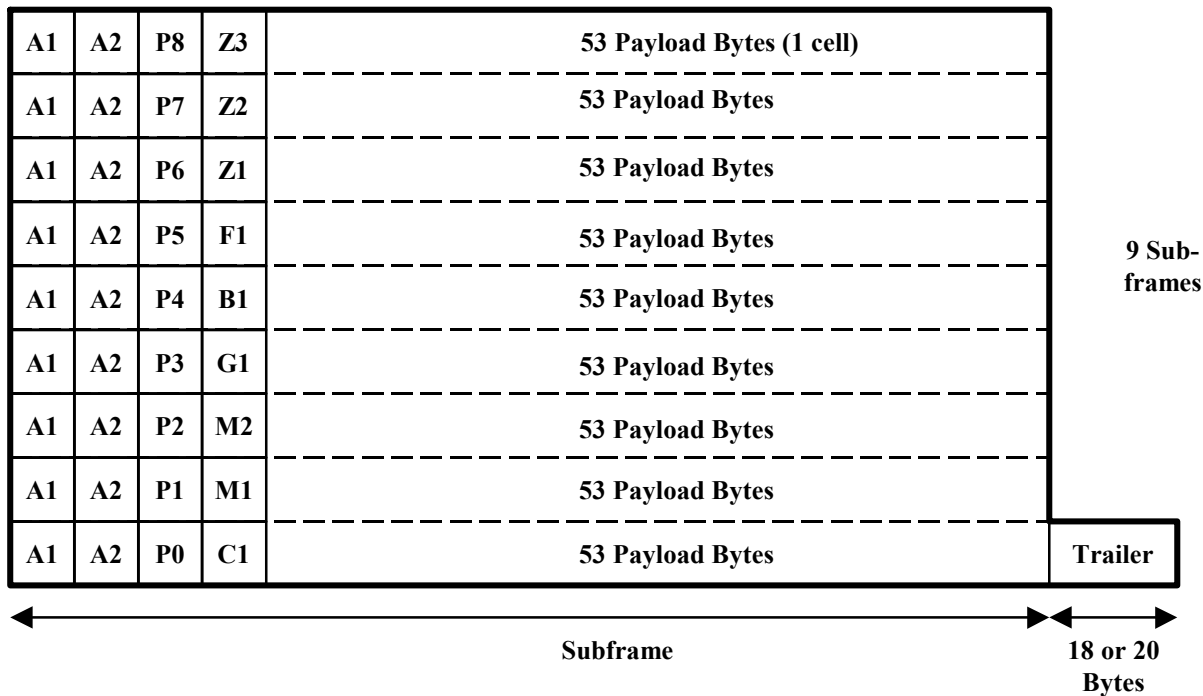 A1 A2 P8 Z3 53 Payload Bytes (1 cell)
A1 A2 P7 Z2 53 Payload Bytes
A1 A2 P6 Z1 53 Payload Bytes
A1 A2 P5 F1 53 Payload Bytes
9 Sub-
frames
A1 A2 P4 B1 53 Payload Bytes
A1 A2 P3 G1 53 Payload Bytes
A1 A2 P2 M2 53 Payload Bytes
A1 A2 P1 M1 53 Payload Bytes
A1 A2 P0 C1 53 Payload Bytes Trailer
Subframe
18 or 20
Bytes